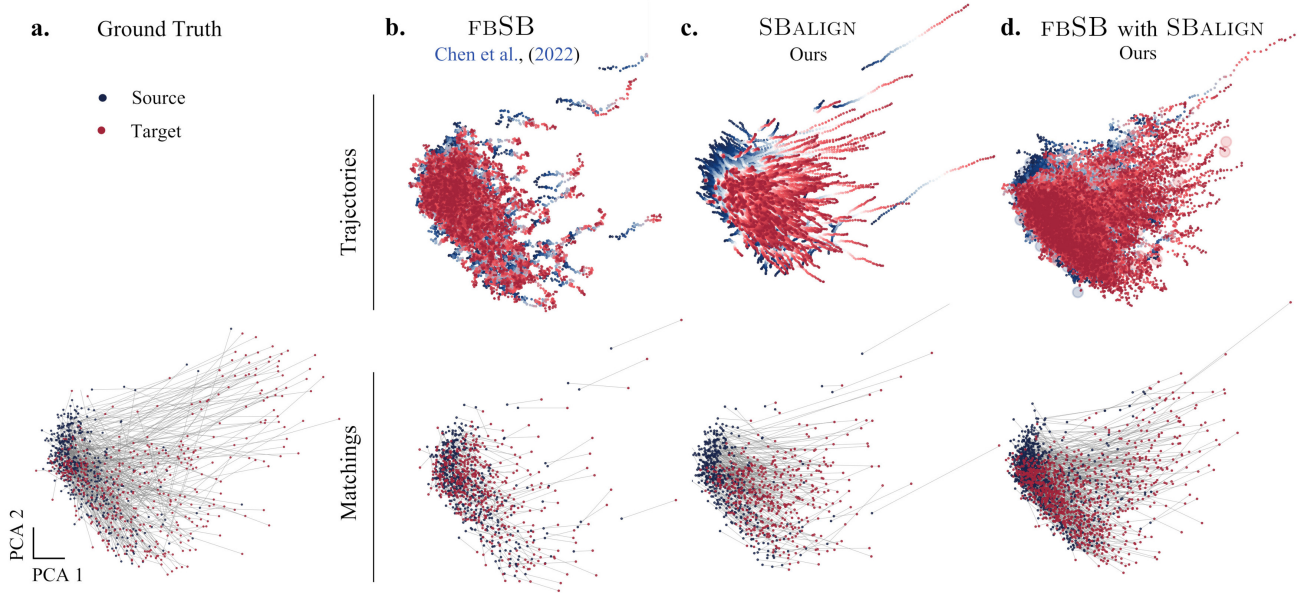 a. Ground Truth
Source
Target
b. FBSB
Chen et al., (2022)
c. SBALIGN
Ours
d. FBSB with SBALIGN
Ours
Trajectories
Matchings
PCA 2
PCA 1